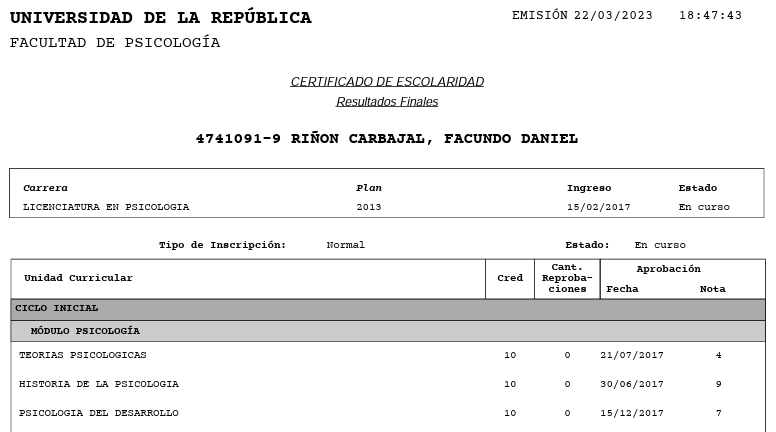 UNIVERSIDAD DE LA REPÚBLICA EMISIÓN 22/03/2023 18:47:43
FACULTAD DE PSICOLOGÍA
CERTIFICADO DE ESCOLARIDAD
Resultados Finales
4741091-9 RIÑON CARBAJAL, FACUNDO DANIEL
Carrera Plan Ingreso Estado
LICENCIATURA EN PSICOLOGIA 2013 15/02/2017 En curso
Tipo de Inscripción: Normal Estado: En curso
Unidad Curricular Cred Cant. Reproba- ciones Aprobación
Fecha Nota
CICLO INICIAL
MÓDULO PSICOLOGÍA
TEORIAS PSICOLOGICAS 10 0 21/07/2017 4
HISTORIA DE LA PSICOLOGIA 10 0 30/06/2017 9
PSICOLOGIA DEL DESARROLLO 10 0 15/12/2017 7